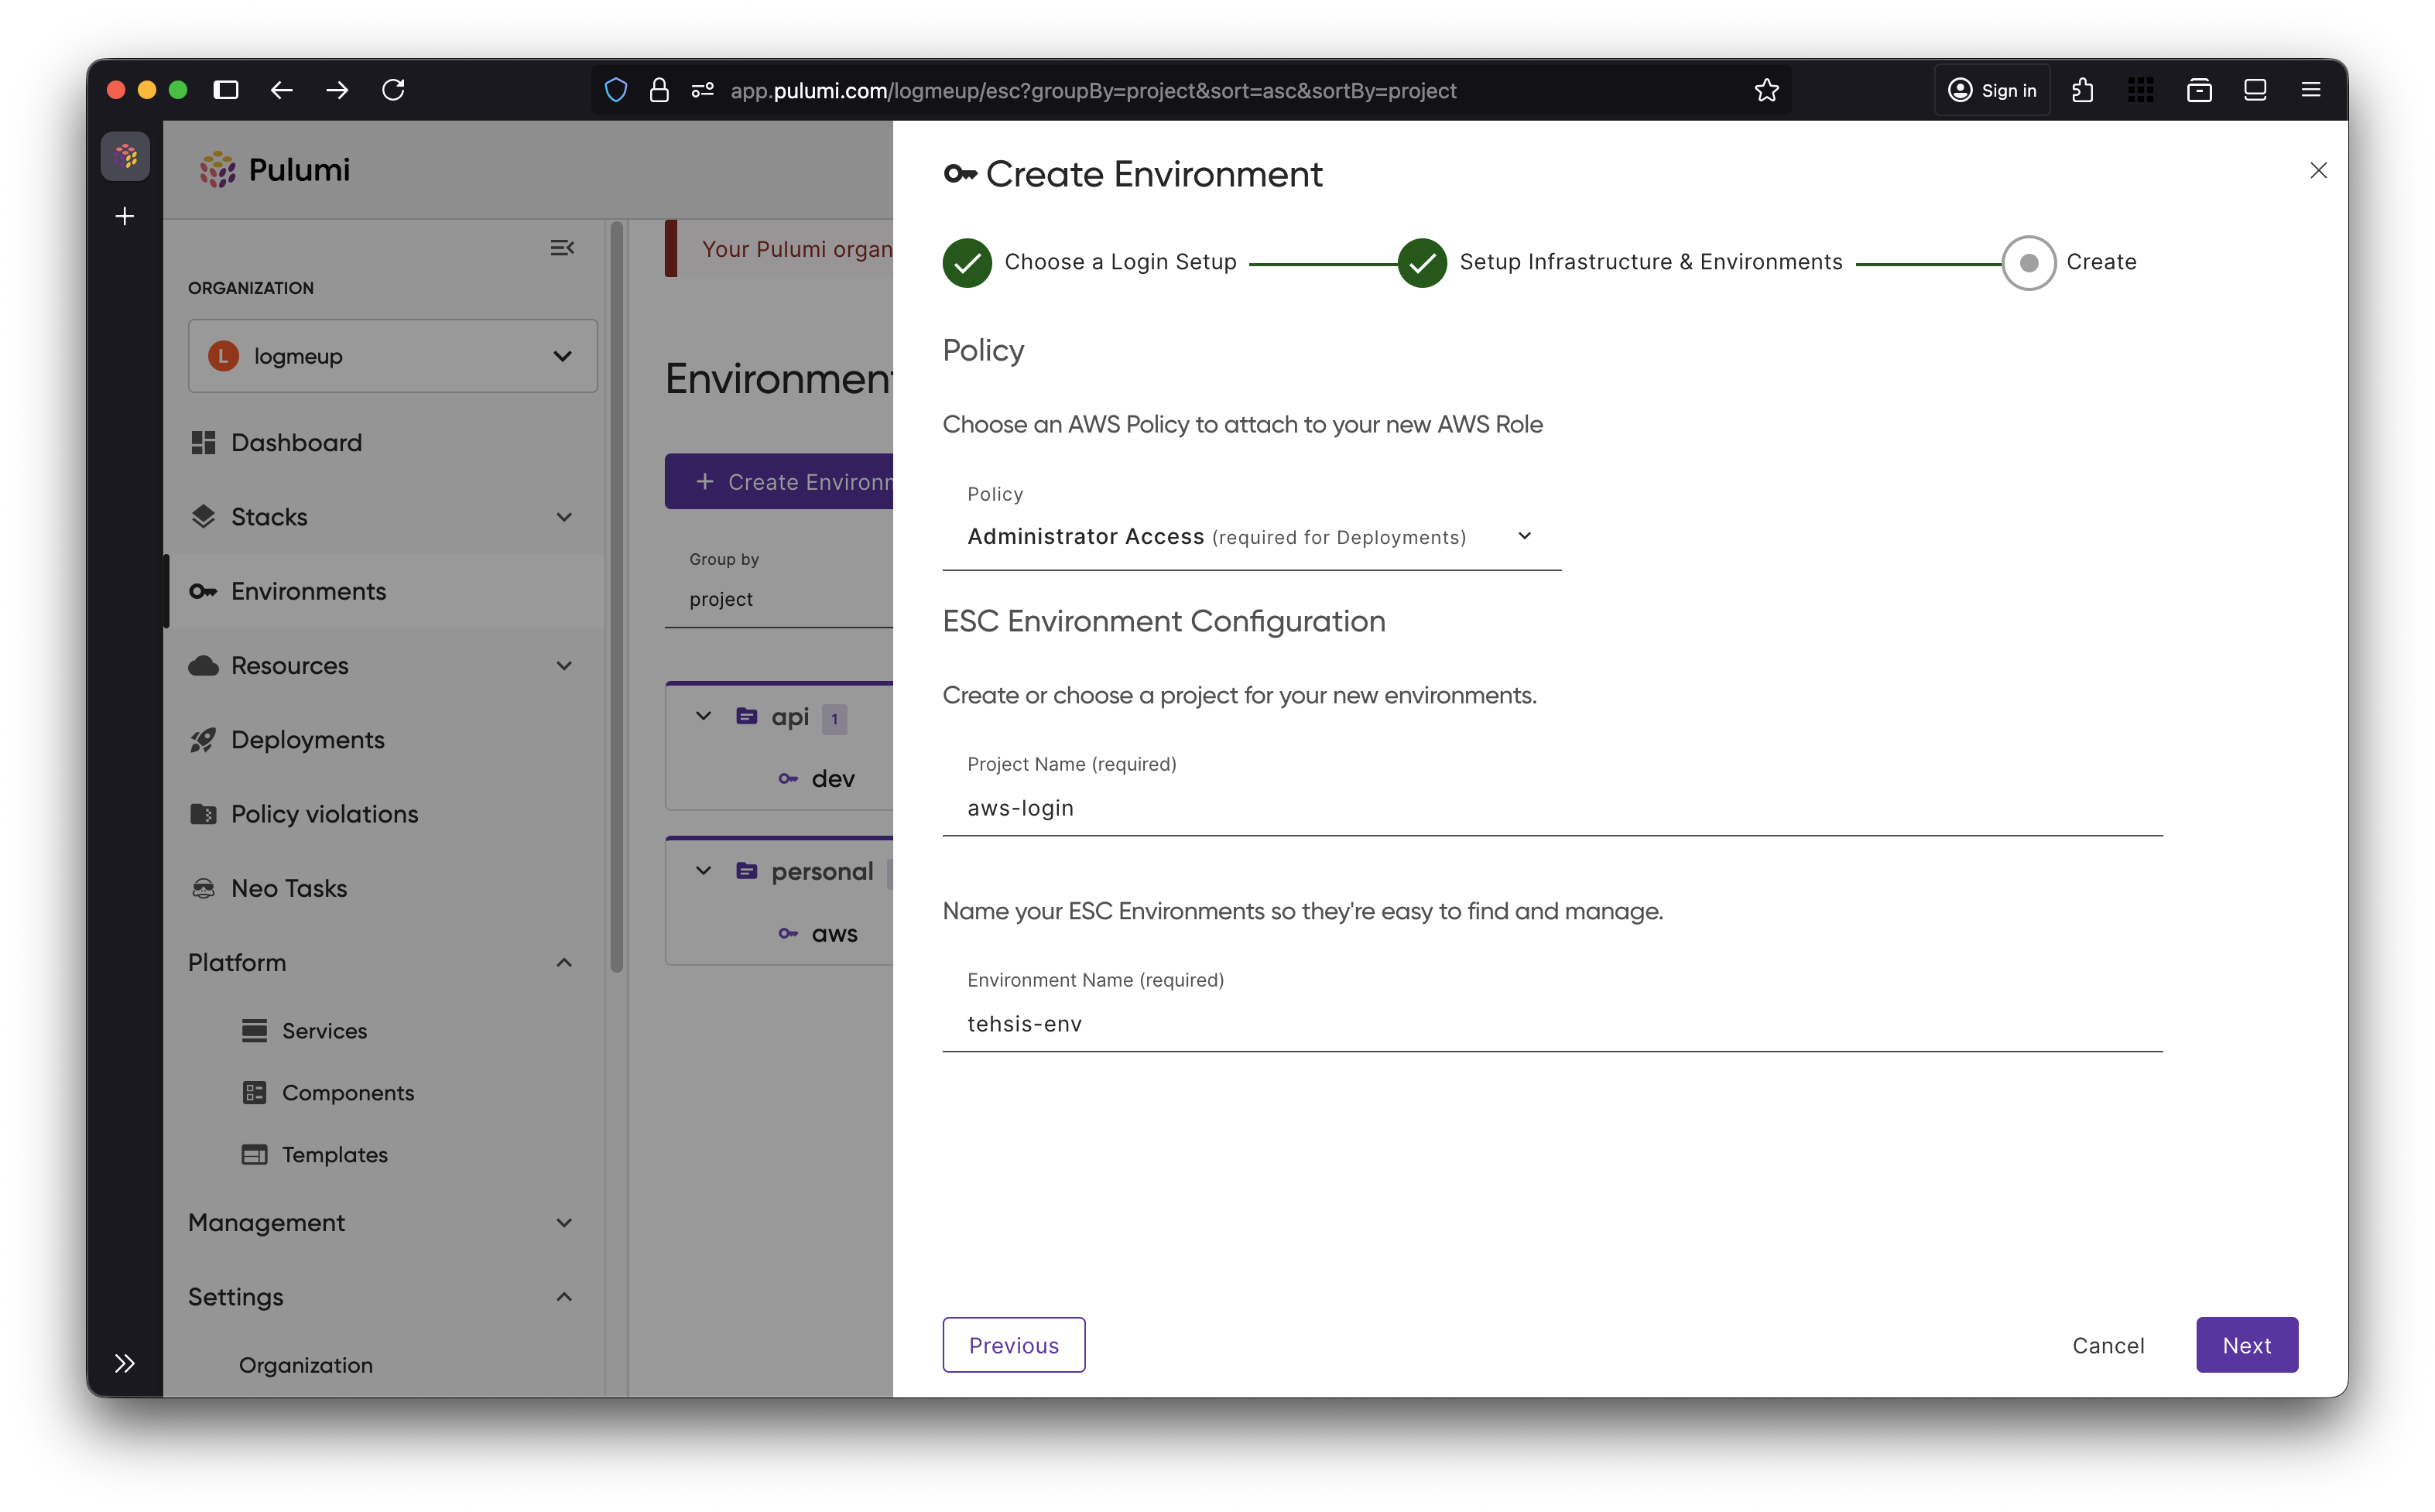 app.pulumi.com/logmeup/esc?groupBy=project&sort=asc&sortBy=project
Sign in
Pulumi
ORGANIZATION
L
logmeup
Dashboard
Stacks
Environments
Resources
Deployments
Policy violations
Neo Tasks
Platform
Services
Components
Templates
Management
Settings
Organization
Your Pulumi organ
Environment
+ Create Environ
Group by
project
api 1
dev
personal
aws
Create Environment
Choose a Login Setup
Setup Infrastructure & Environments
Create
Policy
Choose an AWS Policy to attach to your new AWS Role
Policy
Administrator Access (required for Deployments)
ESC Environment Configuration
Create or choose a project for your new environments.
Project Name (required)
aws-login
Name your ESC Environments so they're easy to find and manage.
Environment Name (required)
tehsis-env
Previous
Cancel
Next